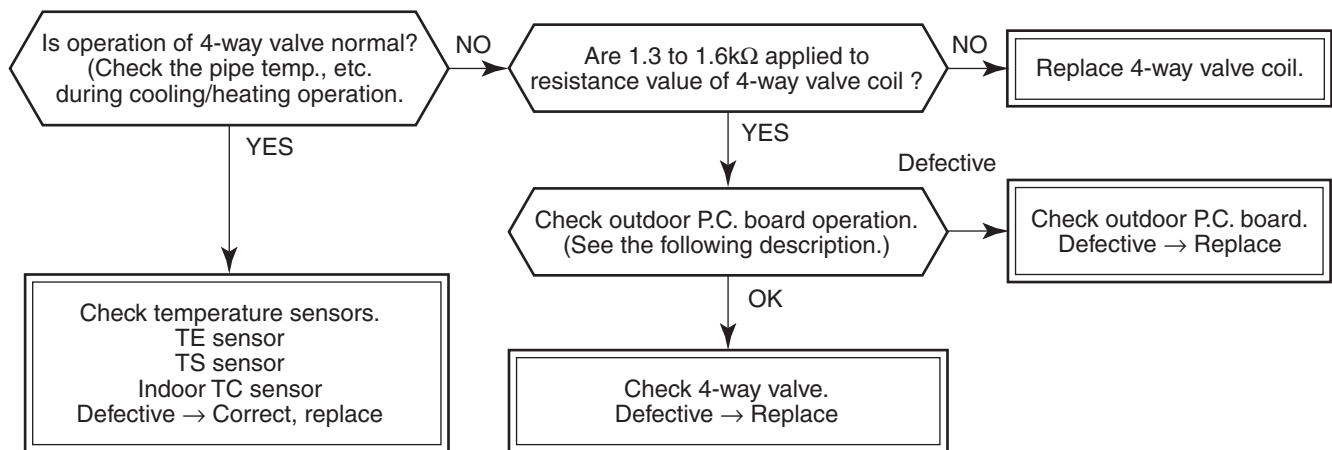 Is operation of 4-way valve normal?
(Check the pipe temp., etc.
during cooling/heating operation.
NO
Are 1.3 to 1.6kΩ applied to
resistance value of 4-way valve coil ?
NO
Replace 4-way valve coil.
YES
YES
Defective
Check outdoor P.C. board operation.
(See the following description.)
Check outdoor P.C. board.
Defective → Replace
Check temperature sensors.
TE sensor
TS sensor
Indoor TC sensor
Defective → Correct, replace
OK
Check 4-way valve.
Defective → Replace